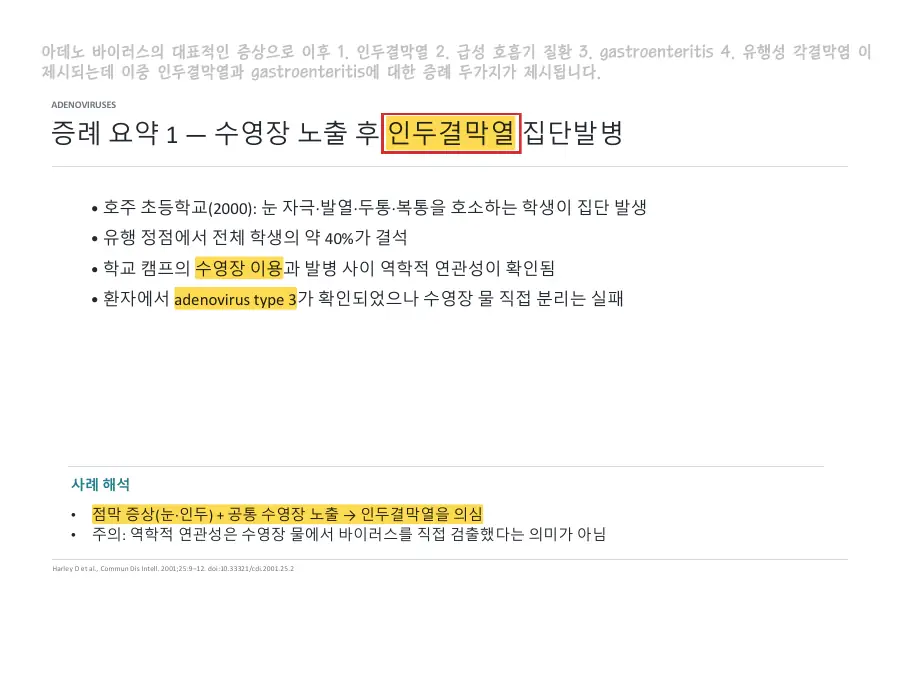 아데노 바이러스의 대표적인 증상으로 이후 1. 인두결막열 2. 급성 호흡기 질환 3. gastroenteritis 4. 유행성 각결막염 이
제시되는데 이중 인두결막열과 gastroenteritis에 대한 증례 두가지가 제시됩니다.
ADENOVIRUSES
증례 요약 1 — 수영장 노출 후 인두결막열 집단발병
• 호주 초등학교(2000): 눈 자극·발열·두통·복통을 호소하는 학생이 집단 발생
• 유행 정점에서 전체 학생의 약 40%가 결석
• 학교 캠프의 수영장 이용과 발병 사이 역학적 연관성이 확인됨
• 환자에서 adenovirus type 3가 확인되었으나 수영장 물 직접 분리는 실패
사례 해석
• 점막 증상(눈·인두) + 공통 수영장 노출 → 인두결막열을 의심
• 주의: 역학적 연관성은 수영장 물에서 바이러스를 직접 검출했다는 의미가 아님
Harley D et al., Commun Dis Intell. 2001;25:9–12. doi:10.33321/cdi.2001.25.2